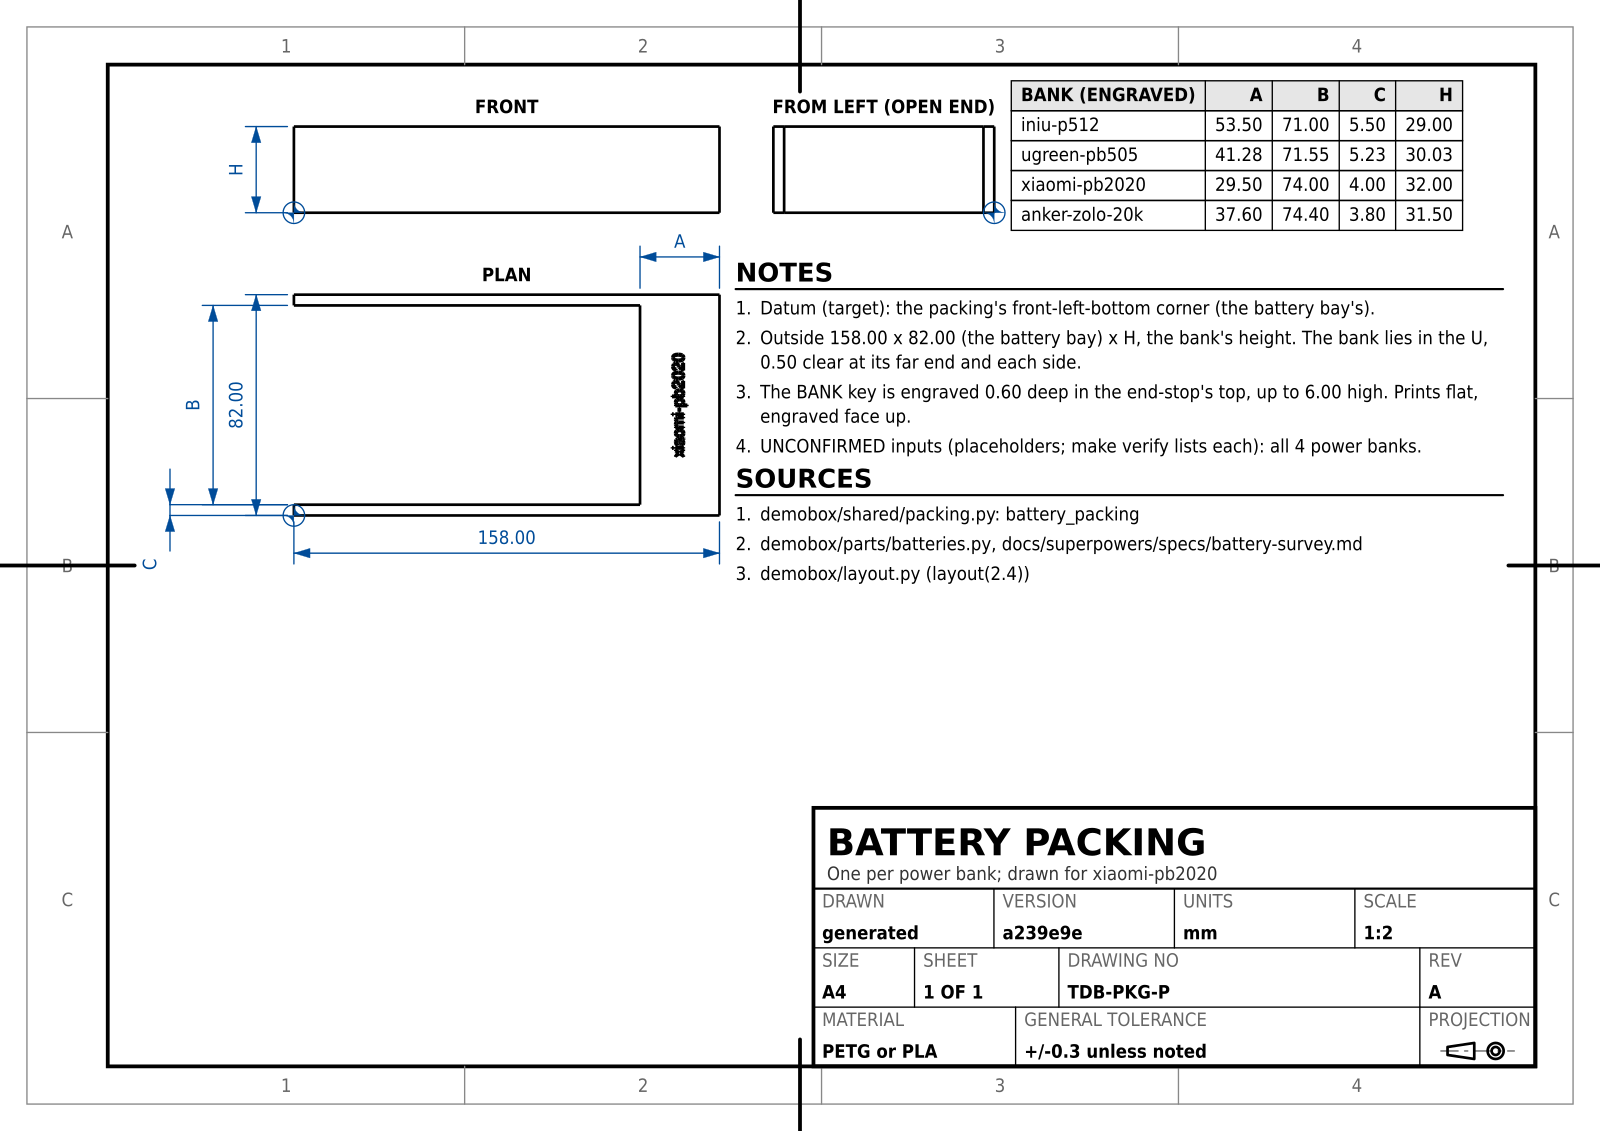 1 2 3 4
FRONT
FROM LEFT (OPEN END)
H
BANK (ENGRAVED) A B C H
iniu-p512 53.50 71.00 5.50 29.00
ugreen-pb505 41.28 71.55 5.23 30.03
xiaomi-pb2020 29.50 74.00 4.00 32.00
anker-zolo-20k 37.60 74.40 3.80 31.50
A A
PLAN
A
B
82.00
xiaomi-pb2020
C
158.00
NOTES
1. Datum (target): the packing's front-left-bottom corner (the battery bay's).
2. Outside 158.00 x 82.00 (the battery bay) x H, the bank's height. The bank lies in the U,
0.50 clear at its far end and each side.
3. The BANK key is engraved 0.60 deep in the end-stop's top, up to 6.00 high. Prints flat,
engraved face up.
4. UNCONFIRMED inputs (placeholders; make verify lists each): all 4 power banks.
SOURCES
1. demobox/shared/packing.py: battery_packing
2. demobox/parts/batteries.py, docs/superpowers/specs/battery-survey.md
3. demobox/layout.py (layout(2.4))
B B
BATTERY PACKING
One per power bank; drawn for xiaomi-pb2020
DRAWN VERSION UNITS SCALE
generated a239e9e mm 1:2
SIZE SHEET DRAWING NO REV
A4 1 OF 1 TDB-PKG-P A
MATERIAL GENERAL TOLERANCE PROJECTION
PETG or PLA +/-0.3 unless noted
C C
1 2 3 4